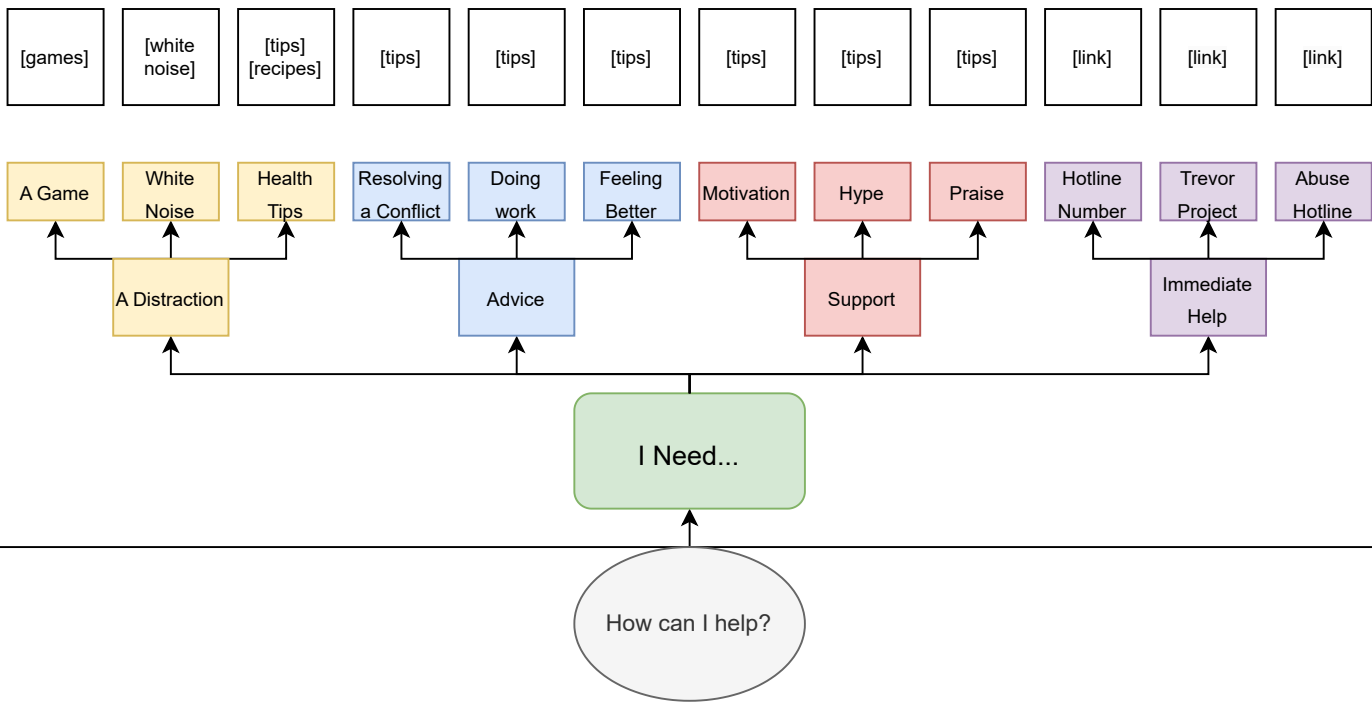 [games]
[white
noise]
[tips]
[recipes]
[tips]
[tips]
[tips]
[tips]
[tips]
[tips]
[link]
[link]
[link]
A Game
White
Noise
Health
Tips
Resolving
a Conflict
Doing
work
Feeling
Better
Motivation
Hype
Praise
Hotline
Number
Trevor
Project
Abuse
Hotline
A Distraction
Advice
Support
Immediate
Help
I Need...
How can I help?